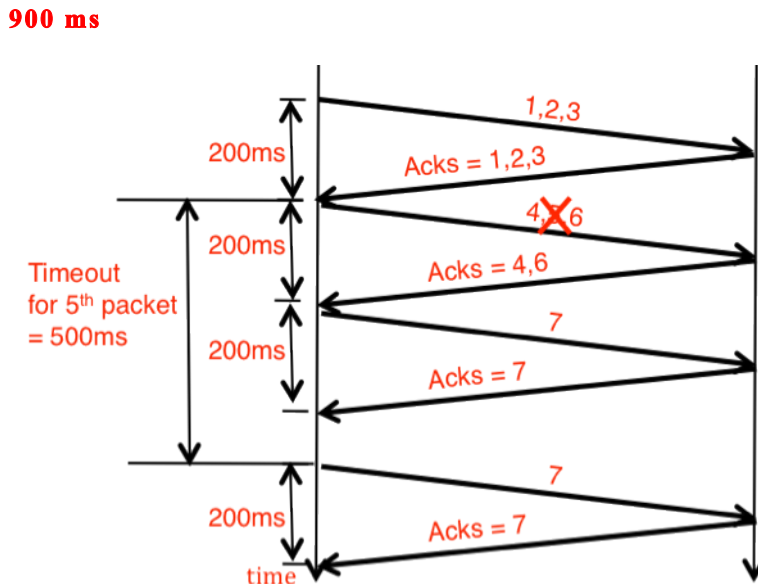 900 ms
1,2,3
200ms
Acks = 1,2,3
4, 6
200ms
Acks = 4,6
Timeout
for 5th packet
= 500ms
7
200ms
Acks = 7
7
200ms
Acks = 7
time